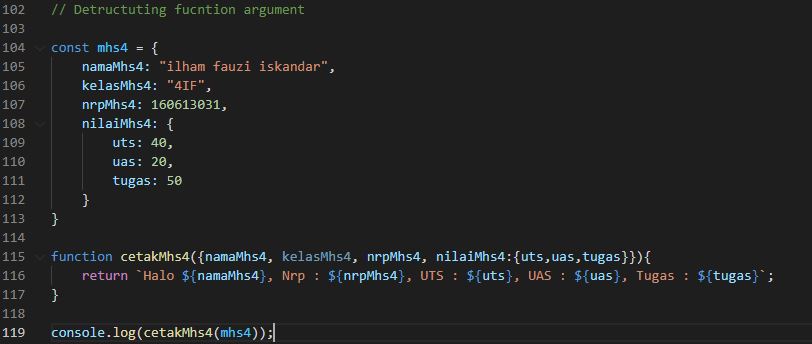 102 // Detructuting fucntion argument
103
104 const mhs4 = {
105     namaMhs4: "ilham fauzi iskandar",
106     kelasMhs4: "4IF",
107     nrpMhs4: 160613031,
108     nilaiMhs4: {
109         uts: 40,
110         uas: 20,
111         tugas: 50
112     }
113 }
114
115 function cetakMhs4({namaMhs4, kelasMhs4, nrpMhs4, nilaiMhs4:{uts,uas,tugas}}){
116     return `Halo ${namaMhs4}, Nrp : ${nrpMhs4}, UTS : ${uts}, UAS : ${uas}, Tugas : ${tugas}`;
117 }
118
119 console.log(cetakMhs4(mhs4));